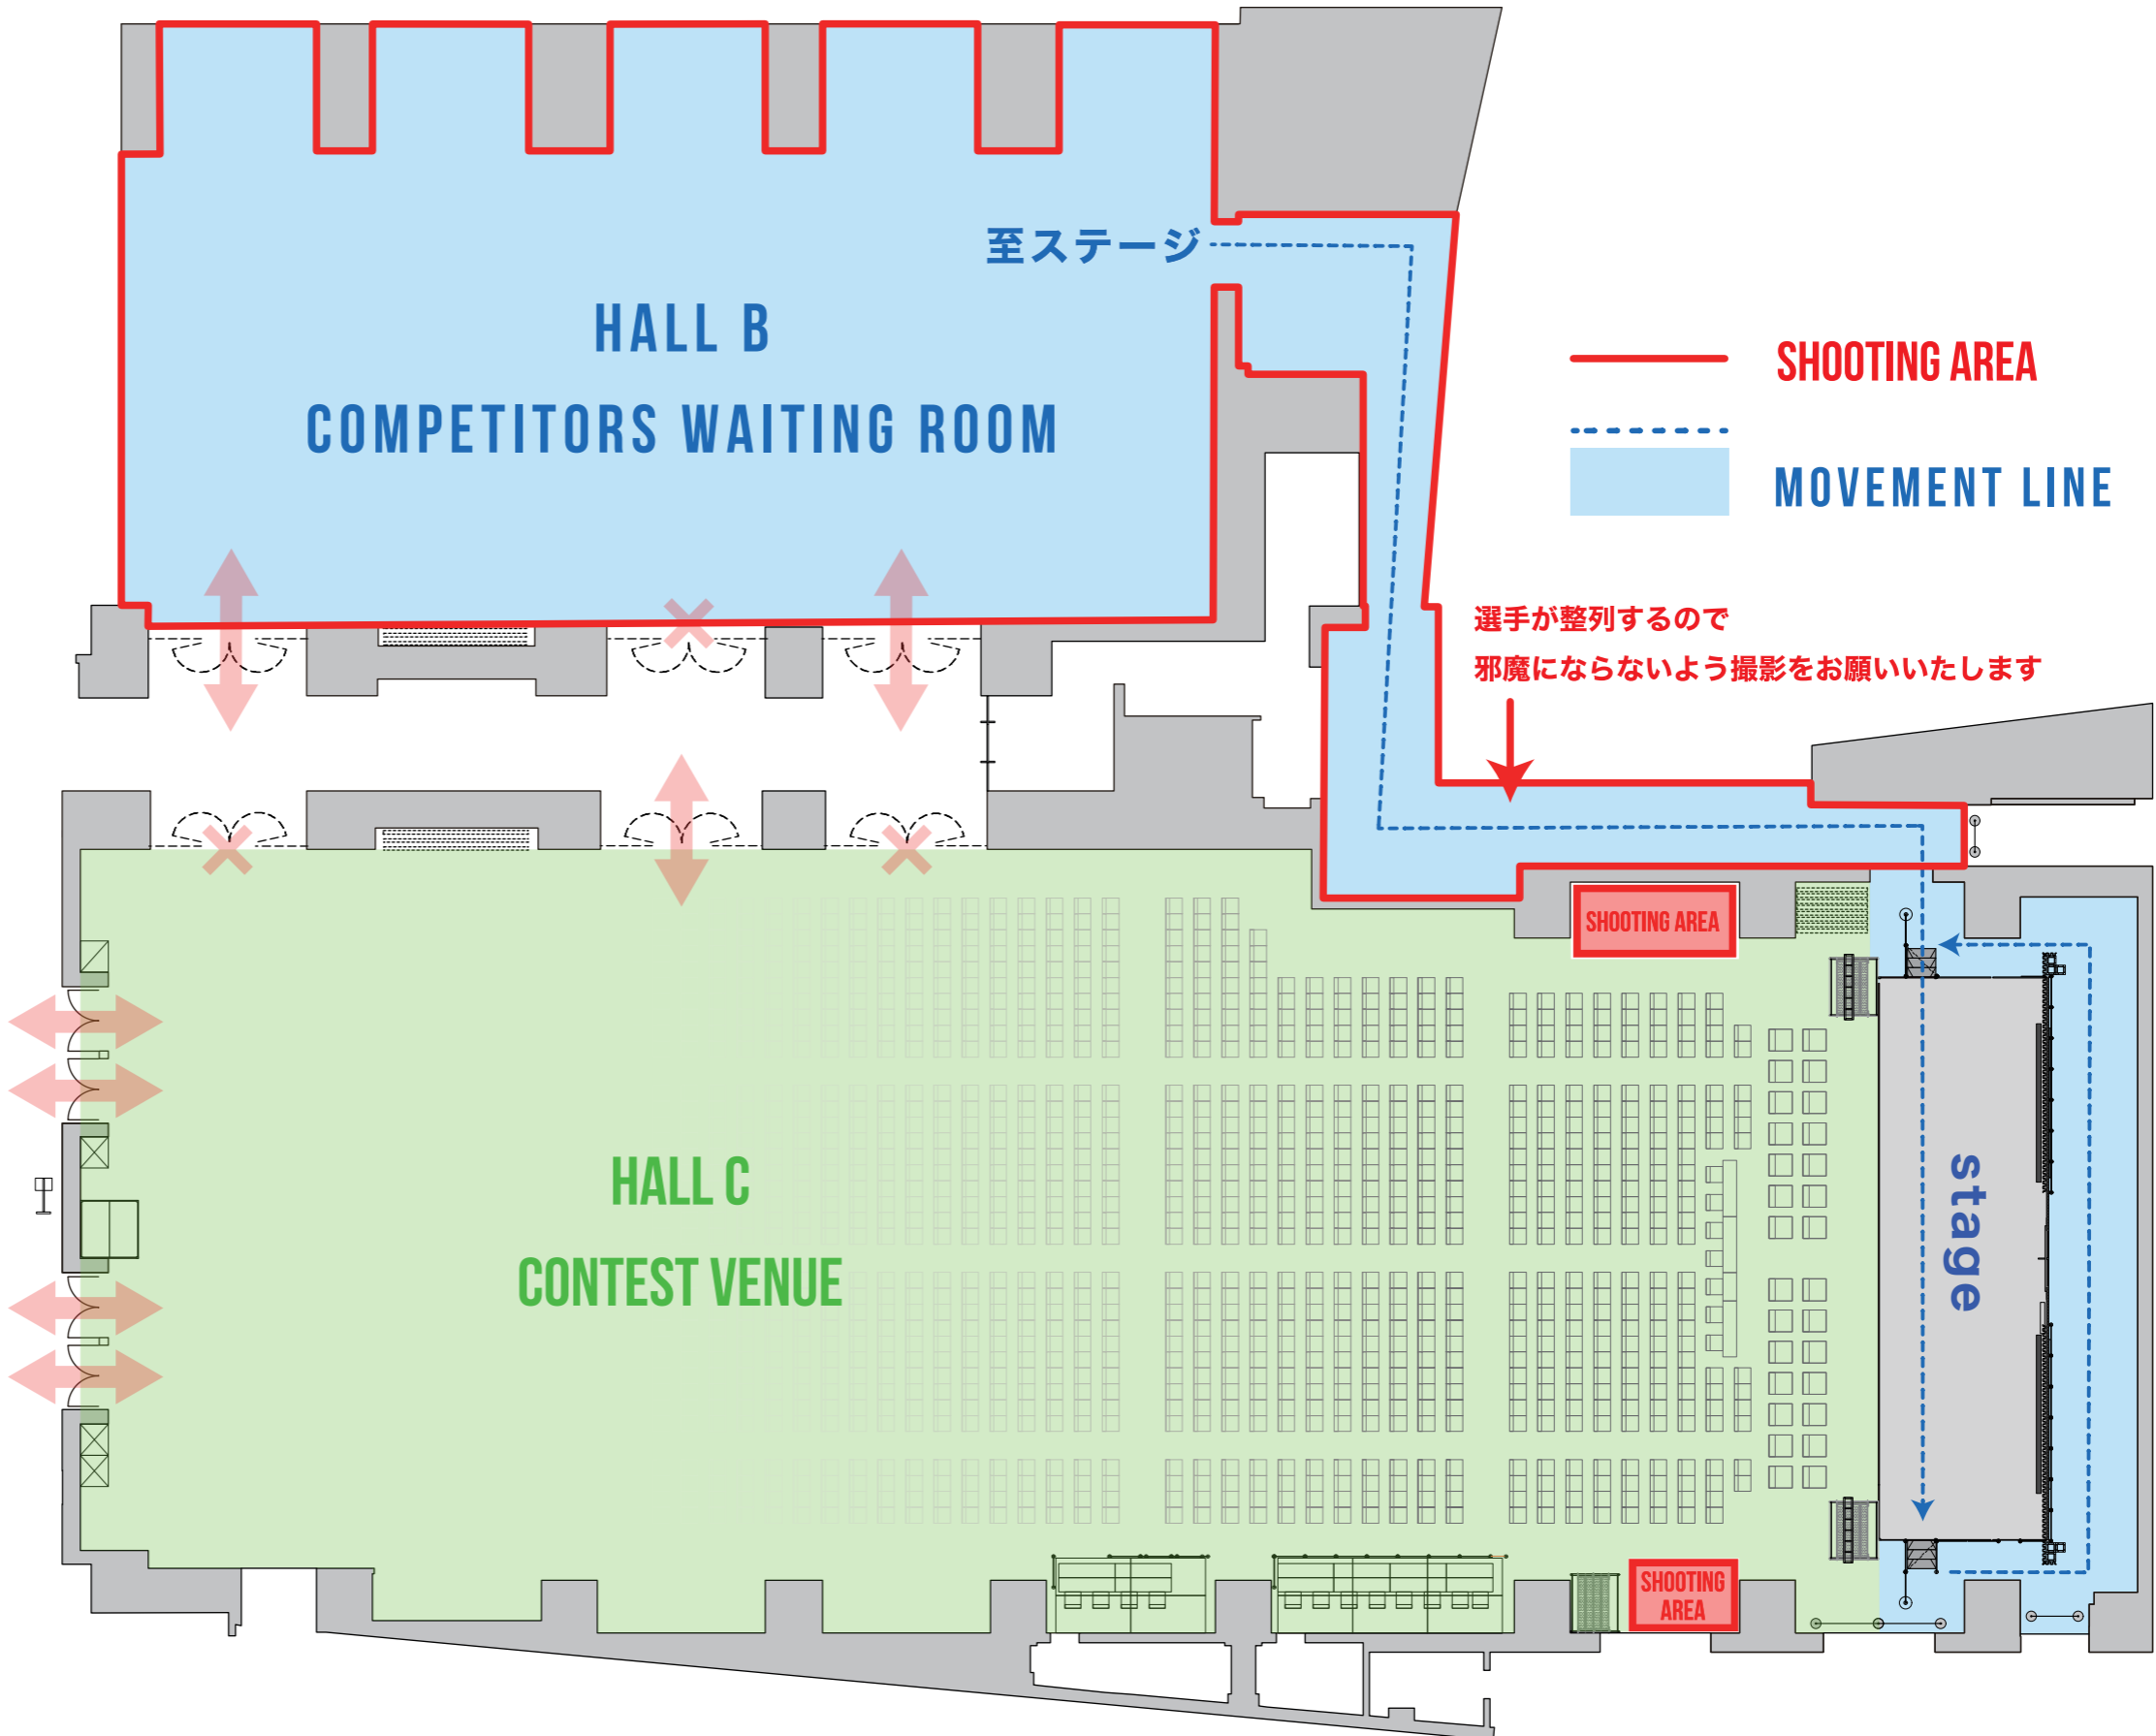 至ステージ
HALL B
COMPETITORS WAITING ROOM
SHOOTING AREA
MOVEMENT LINE
選手が整列するので
邪魔にならないよう撮影をお願いいたします
SHOOTING AREA
stage
HALL C
CONTEST VENUE
SHOOTING
AREA